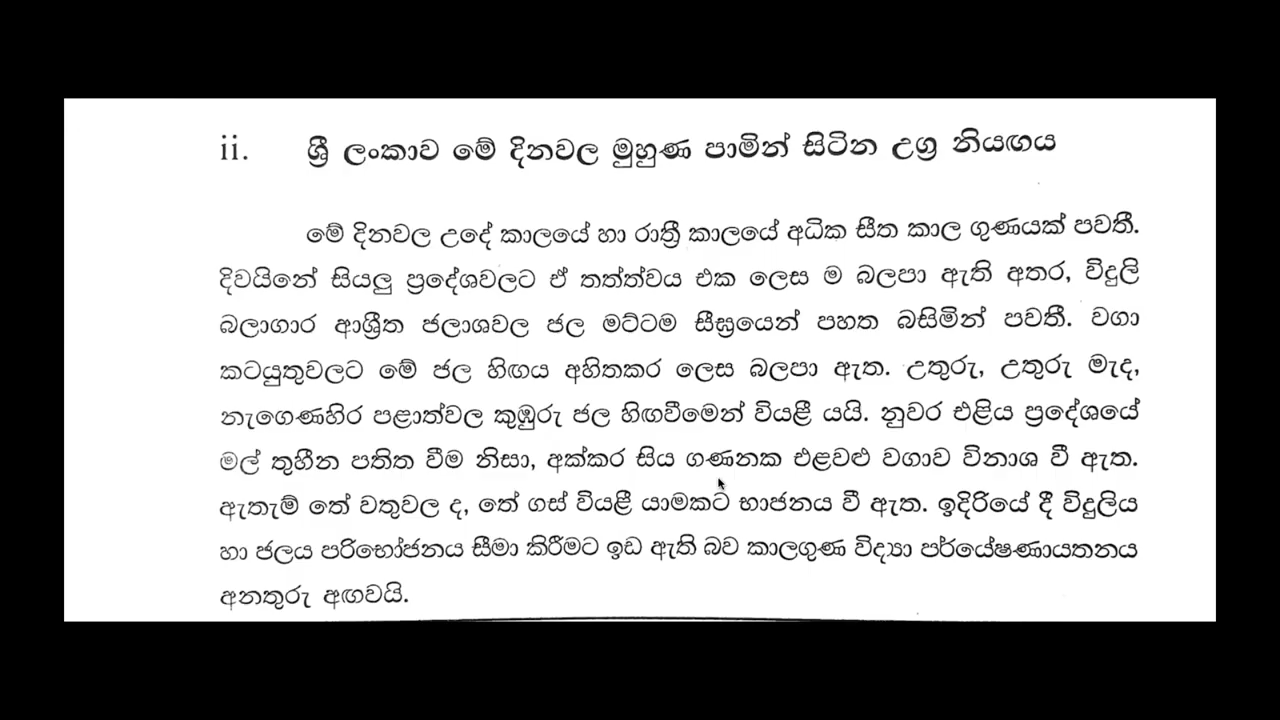 ii. ශ්‍රී ලංකාව මේ දිනවල මුහුණ පාමින් සිටින උග්‍ර නියඟය
මේ දිනවල උදේ කාලයේ හා රාත්‍රී කාලයේ අධික සීත කාල ගුණයක් පවතී.
දිවයිනේ සියලු ප්‍රදේශවලට ඒ තත්ත්වය එක ලෙස ම බලපා ඇති අතර, විදුලි
බලාගාර ආශ්‍රීත ජලාශවල ජල මට්ටම සීඝ්‍රයෙන් පහත බසිමින් පවතී. වගා
කටයුතුවලට මේ ජල හිඟය අහිතකර ලෙස බලපා ඇත. උතුරු, උතුරු මැද,
නැගෙණහිර පළාත්වල කුඹුරු ජල හිඟවීමෙන් වියළී යයි. නුවර එළිය ප්‍රදේශයේ
මල් තුහීන පතිත වීම නිසා, අක්කර සිය ගණනක එළවළු වගාව විනාශ වී ඇත.
ඇතැම් තේ වතුවල ද, තේ ගස් වියළී යාමකට භාජනය වී ඇත. ඉදිරියේ දී විදුලිය
හා ජලය පරිභෝජනය සීමා කිරීමට ඉඩ ඇති බව කාලගුණ විද්‍යා පර්යේෂණායතනය
අනතුරු අඟවයි.